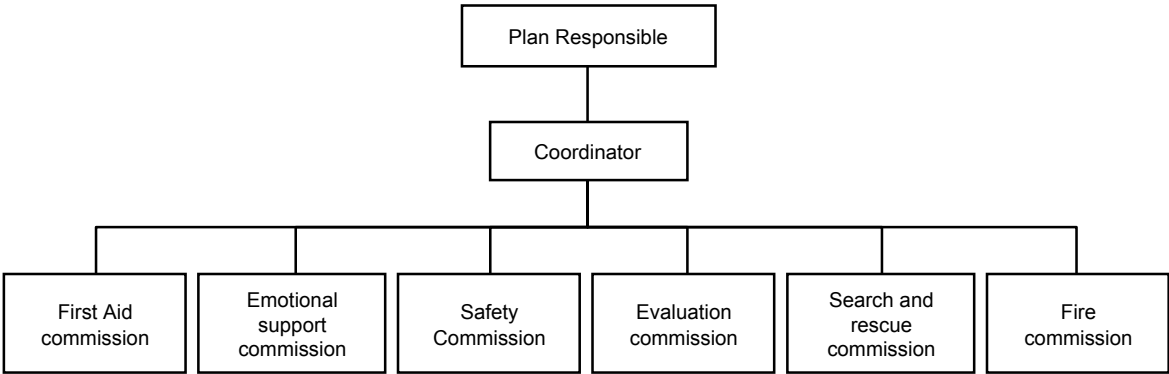 Plan Responsible
Coordinator
First Aid
commission
Emotional
support
commission
Safety
Commission
Evaluation
commission
Search and
rescue
commission
Fire
commission